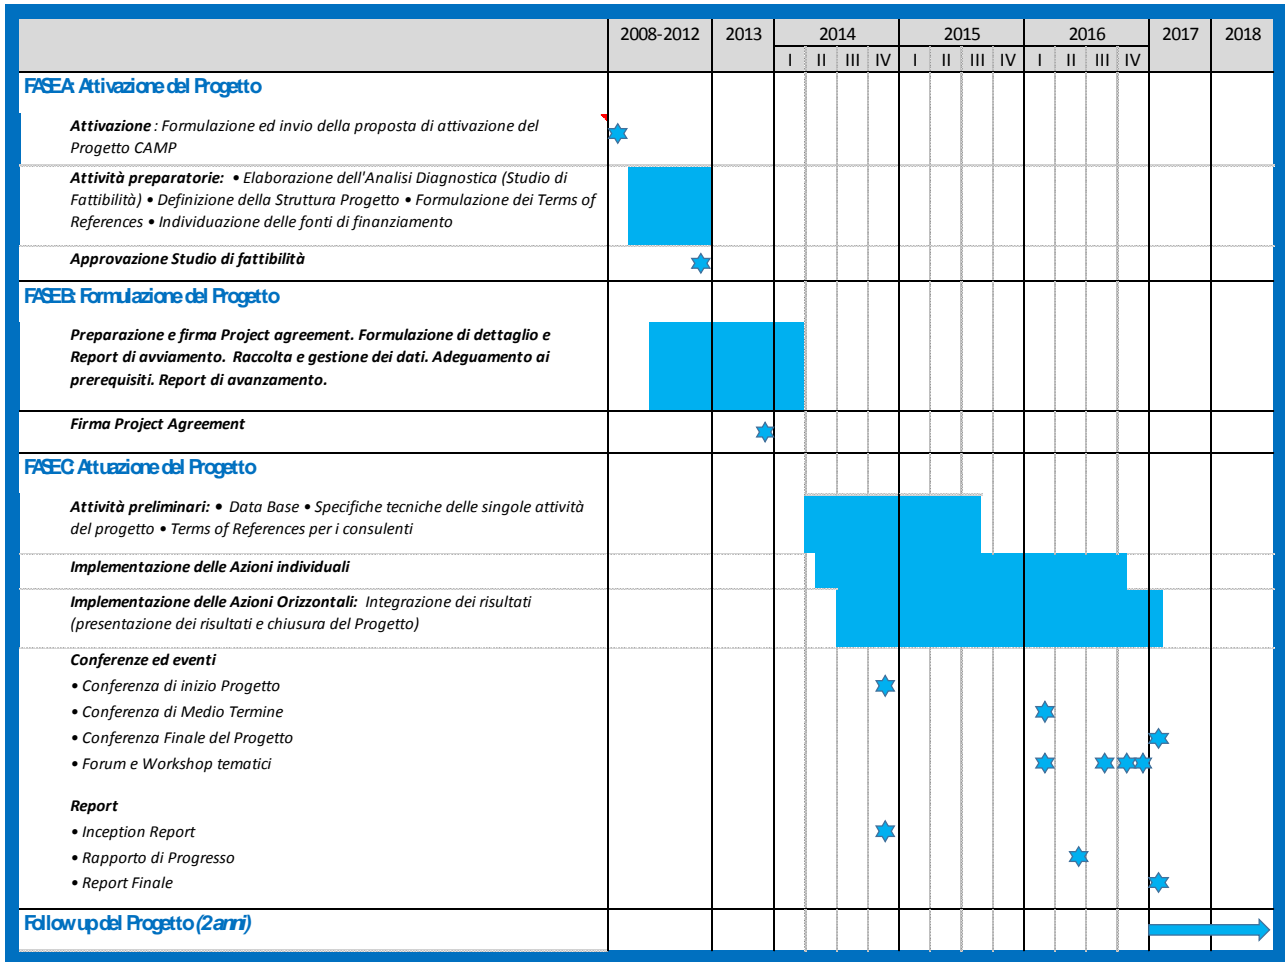 2008-2012 2013 2014 2015 2016 2017 2018
I II III IV I II III IV I II III IV
FASE A: Attivazione del Progetto
Attivazione : Formulazione ed invio della proposta di attivazione del
Progetto CAMP
Attività preparatorie: • Elaborazione dell'Analisi Diagnostica (Studio di
Fattibilità) • Definizione della Struttura Progetto • Formulazione dei Terms of
References • Individuazione delle fonti di finanziamento
Approvazione Studio di fattibilità
FASE B: Formulazione del Progetto
Preparazione e firma Project agreement. Formulazione di dettaglio e
Report di avviamento. Raccolta e gestione dei dati. Adeguamento ai
prerequisiti. Report di avanzamento.
Firma Project Agreement
FASE C: Attuazione del Progetto
Attività preliminari: • Data Base • Specifiche tecniche delle singole attività
del progetto • Terms of References per i consulenti
Implementazione delle Azioni individuali
Implementazione delle Azioni Orizzontali: Integrazione dei risultati
(presentazione dei risultati e chiusura del Progetto)
Conferenze ed eventi
• Conferenza di inizio Progetto
• Conferenza di Medio Termine
• Conferenza Finale del Progetto
• Forum e Workshop tematici
Report
• Inception Report
• Rapporto di Progresso
• Report Finale
Follow up del Progetto (2 anni)